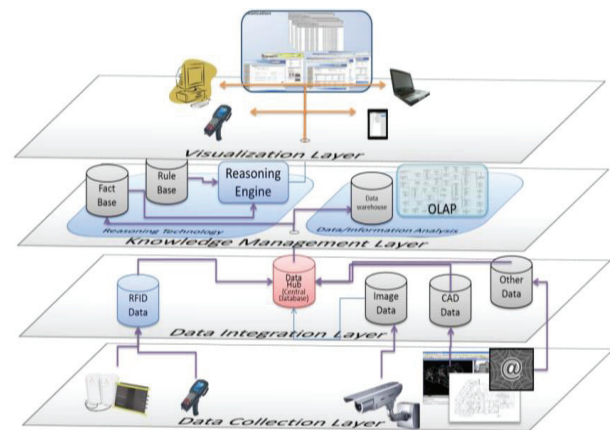 Visualization Layer
Rule
Base
Reasoning
Engine
Fact
Base
Data
warehouse
OLAP
Reasoning Technology
Data/Information Analysis
Knowledge Management Layer
Data
Hub
(Central
Database)
Other
Data
RFID
Data
Image
Data
CAD
Data
Data Integration Layer
@
Data Collection Layer